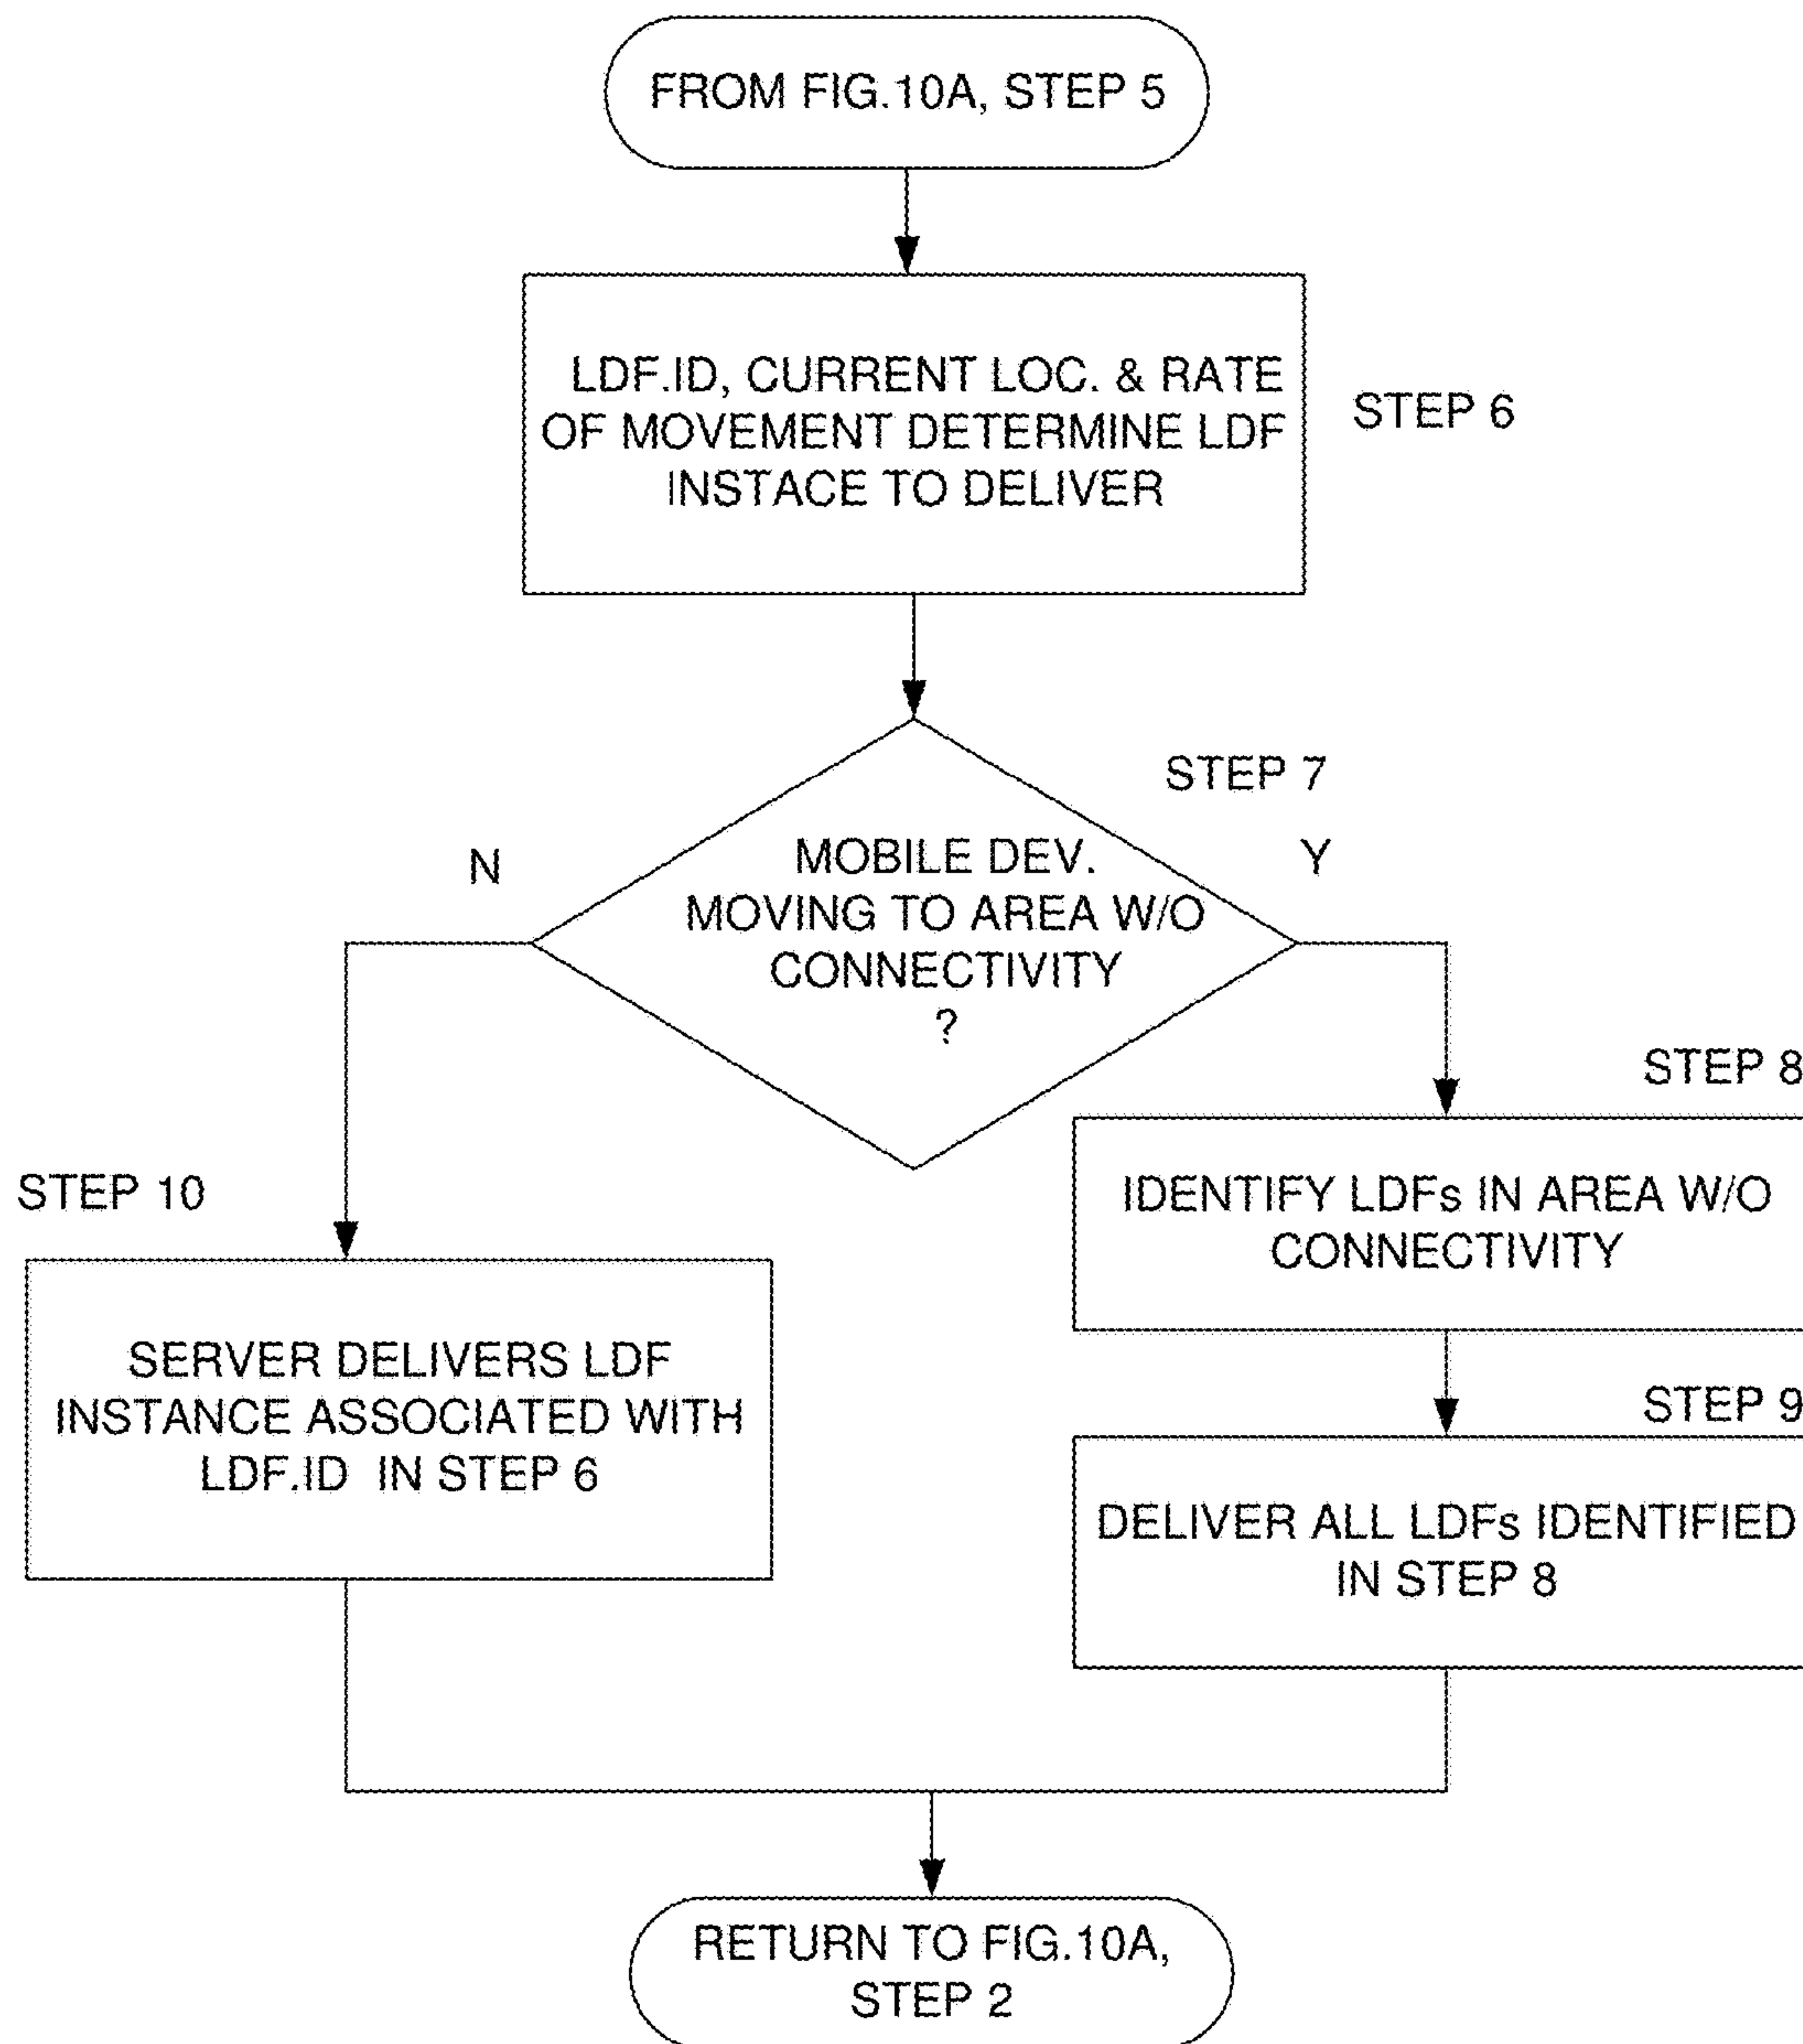 FROM FIG.10A, STEP 5
LDF.ID, CURRENT LOC. & RATE
OF MOVEMENT DETERMINE LDF
INSTACE TO DELIVER
STEP 6
STEP 7
N
MOBILE DEV.
MOVING TO AREA W/O
CONNECTIVITY
?
Y
STEP 8
IDENTIFY LDFs IN AREA W/O
CONNECTIVITY
STEP 10
SERVER DELIVERS LDF
INSTANCE ASSOCIATED WITH
LDF.ID IN STEP 6
STEP 9
DELIVER ALL LDFs IDENTIFIED
IN STEP 8
RETURN TO FIG.10A,
STEP 2